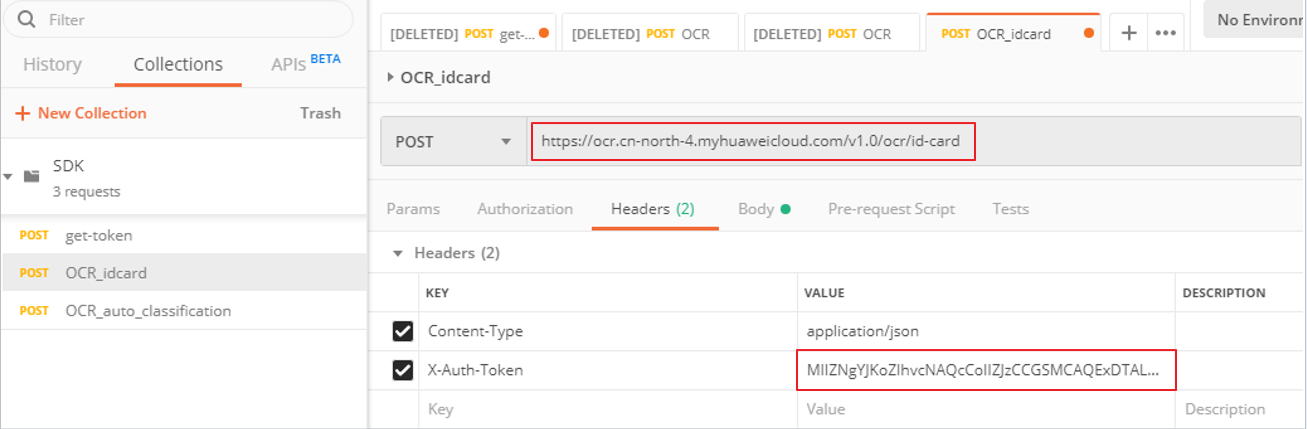 Filter
History Collections APIs BETA
+ New Collection Trash
SDK
3 requests
POST get-token
POST OCR_idcard
POST OCR_auto_classification
[DELETED] POST get-... [DELETED] POST OCR [DELETED] POST OCR POST OCR_idcard + ••• No Environ
OCR_idcard
POST https://ocr.cn-north-4.myhuaweicloud.com/v1.0/ocr/id-card
Params Authorization Headers (2) Body Pre-request Script Tests
Headers (2)
KEY VALUE DESCRIPTION
Content-Type application/json
X-Auth-Token MIIZNgYJKoZIhvcNAQcCoIIZJzCCGSMCAQExDTAL...
Key Value Description